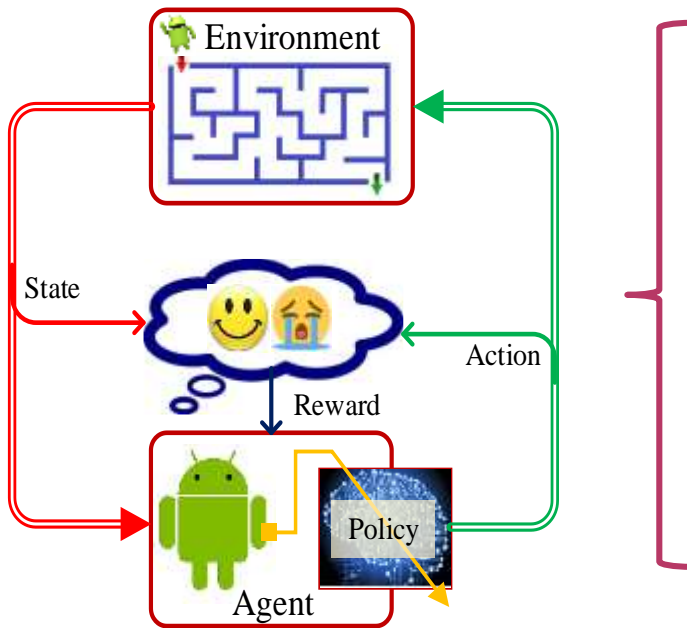 Environment
State
Action
Reward
Policy
Agent